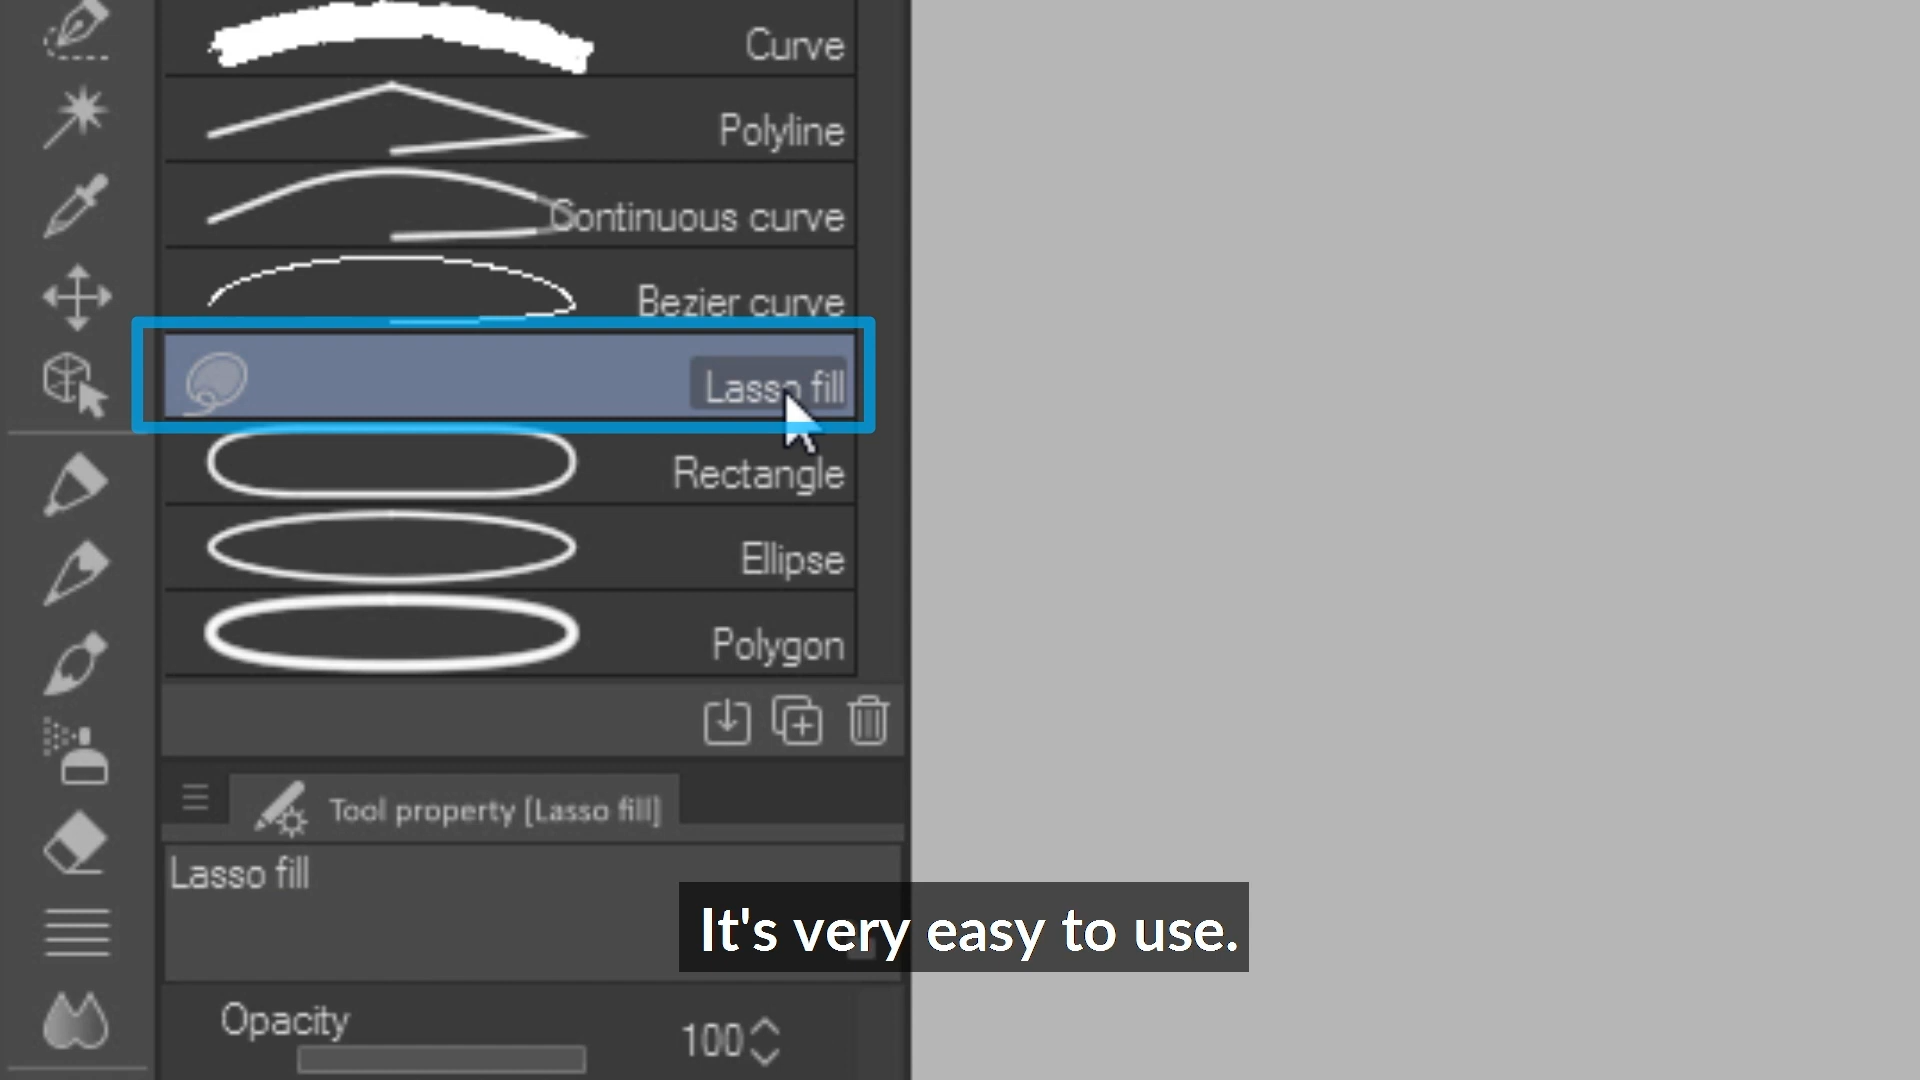 Curve
Polyline
Continuous curve
Bezier curve
Lasso fill
Rectangle
Ellipse
Polygon
Tool property [Lasso fill]
Lasso fill
It's very easy to use.
Opacity
100